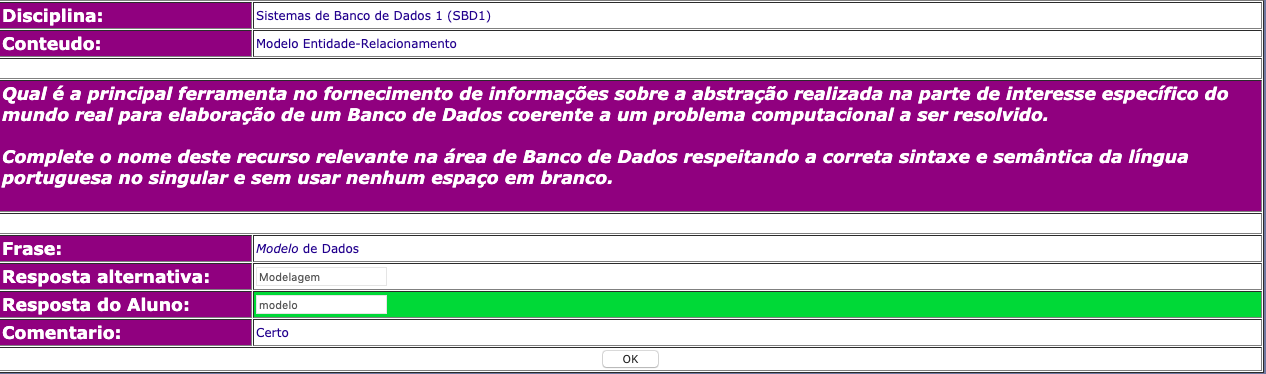 Disciplina: Sistemas de Banco de Dados 1 (SBD1)
Conteudo: Modelo Entidade-Relacionamento
Qual é a principal ferramenta no fornecimento de informações sobre a abstração realizada na parte de interesse específico do
mundo real para elaboração de um Banco de Dados coerente a um problema computacional a ser resolvido.
Complete o nome deste recurso relevante na área de Banco de Dados respeitando a correta sintaxe e semântica da língua
portuguesa no singular e sem usar nenhum espaço em branco.
Frase: Modelo de Dados
Resposta alternativa: Modelagem
Resposta do Aluno: modelo
Comentario: Certo
OK